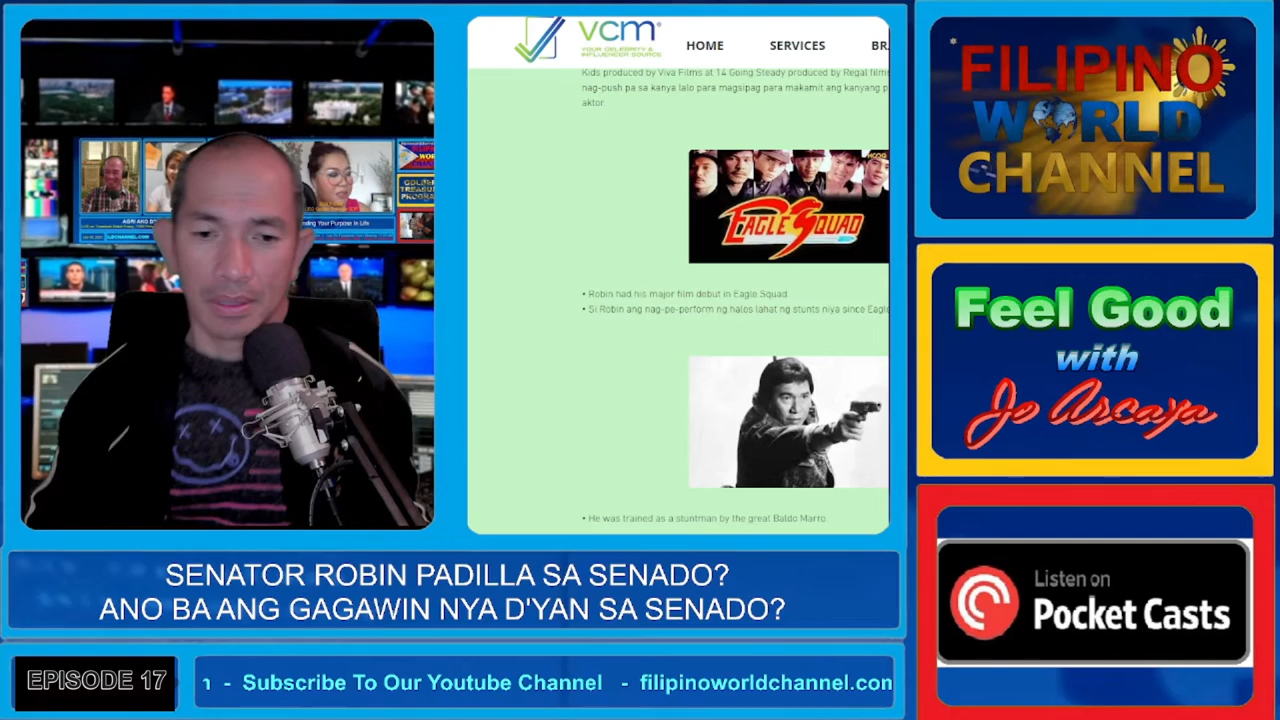 vcm
YOUR CELEBRITY &
INFLUENCER SOURCE
HOME
SERVICES
Kids produced by Viva Films at 14 Going Steady produced by Regal films
nag-push pa sa kanya lalo para magsipag para makamit ang kanyang p
aktor.
EAGLE SQUAD
• Robin had his major film debut in Eagle Squad
• Si Robin ang nag-pe-perform ng halos lahat ng stunts niya since Eagle
• He was trained as a stuntman by the great Baldo Marro.
FILIPINO
WORLD
CHANNEL
Feel Good
with
Jo Ascaya
Listen on
Pocket Casts
SENATOR ROBIN PADILLA SA SENADO?
ANO BA ANG GAGAWIN NYA D'YAN SA SENADO?
EPISODE 17
- Subscribe To Our Youtube Channel - filipinoworldchannel.com